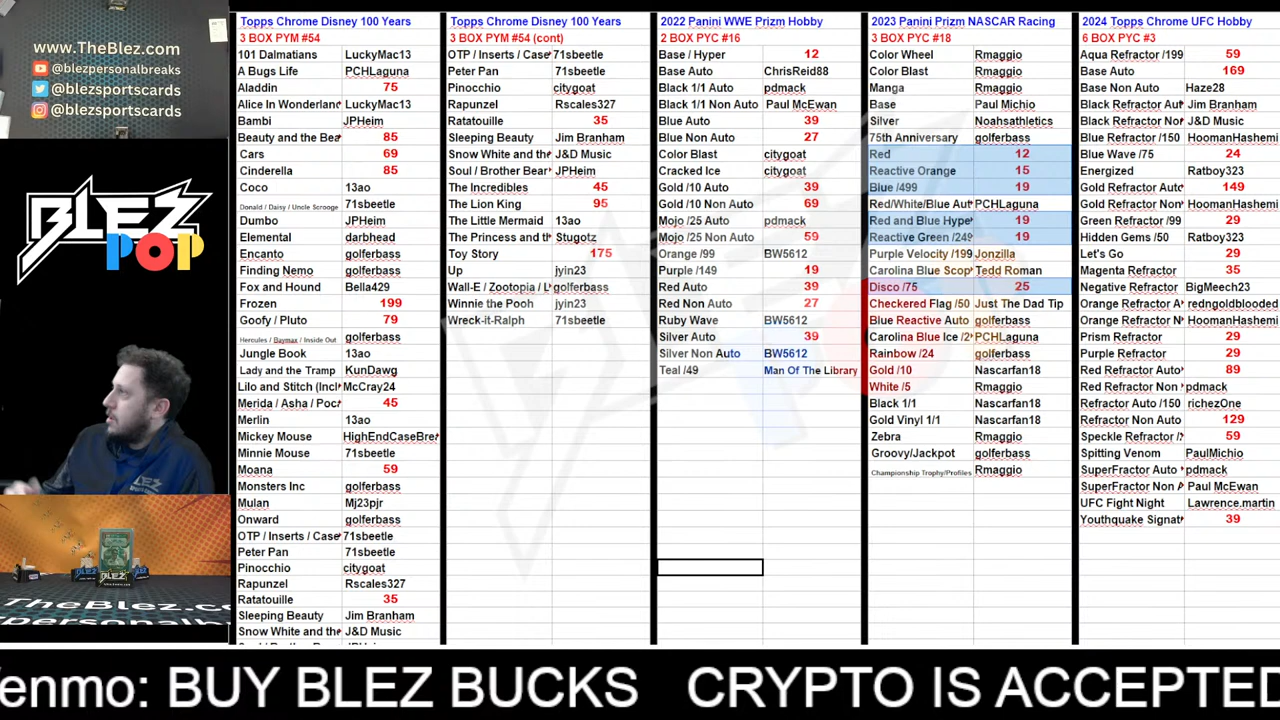 www.TheBlez.com
@blezpersonalbreaks
@blezsportscards
BLEZ
POP
BLEZ
TheBlez.c
Topps Chrome Disney 100 Years
3 BOX PYM #54
101 Dalmatians LuckyMac13
A Bugs Life PCHLaguna
Aladdin 75
Alice In Wonderlan LuckyMac13
Bambi JPHeim
Beauty and the Bea 85
Cars 69
Cinderella 85
Coco 13ao
Donald / Daisy / Uncle Scrooge 71sbeetle
Dumbo JPHeim
Elemental darbhead
Encanto golferbass
Finding Nemo golferbass
Fox and Hound Bella429
Frozen 199
Goofy / Pluto 79
Hercules / Baymax / Inside Out golferbass
Jungle Book 13ao
Lady and the Tramp KunDawg
Lilo and Stitch (Incl McCray24
Merida / Asha / Poc 45
Merlin 13ao
Mickey Mouse HighEndCaseBre
Minnie Mouse 71sbeetle
Moana 59
Monsters Inc golferbass
Mulan Mj23pjr
Onward golferbass
OTP / Inserts / Case 71sbeetle
Peter Pan 71sbeetle
Pinocchio citygoat
Rapunzel Rscales327
Ratatouille 35
Sleeping Beauty Jim Branham
Snow White and the J&D Music
Topps Chrome Disney 100 Years
3 BOX PYM #54 (cont)
OTP / Inserts / Case 71sbeetle
Peter Pan 71sbeetle
Pinocchio citygoat
Rapunzel Rscales327
Ratatouille 35
Sleeping Beauty Jim Branham
Snow White and th J&D Music
Soul / Brother Bear JPHeim
The Incredibles 45
The Lion King 95
The Little Mermaid 13ao
The Princess and th Stugotz
Toy Story 175
Up jyin23
Wall-E / Zootopia / L golferbass
Winnie the Pooh jyin23
Wreck-it-Ralph 71sbeetle
2022 Panini WWE Prizm Hobby
2 BOX PYC #16
Base / Hyper 12
Base Auto ChrisReid88
Black 1/1 Auto pdmack
Black 1/1 Non Auto Paul McEwan
Blue Auto 39
Blue Non Auto 27
Color Blast citygoat
Cracked Ice citygoat
Gold /10 Auto 39
Gold /10 Non Auto 69
Mojo /25 Auto pdmack
Mojo /25 Non Auto 59
Orange /99 BW5612
Purple /149 19
Red Auto 39
Red Non Auto 27
Ruby Wave BW5612
Silver Auto 39
Silver Non Auto BW5612
Teal /49 Man Of The Library
2023 Panini Prizm NASCAR Racing
3 BOX PYC #18
Color Wheel Rmaggio
Color Blast Rmaggio
Manga Rmaggio
Base Paul Michio
Silver Noahsathletics
75th Anniversary golferbass
Red 12
Reactive Orange 15
Blue /499 19
Red/White/Blue Aut PCHLaguna
Red and Blue Hype 19
Reactive Green /249 19
Purple Velocity /199 Jonzilla
Carolina Blue Scop Tedd Roman
Disco /75 25
Checkered Flag /50 Just The Dad Tip
Blue Reactive Auto golferbass
Carolina Blue Ice /2 PCHLaguna
Rainbow /24 golferbass
Gold /10 Nascarfan18
White /5 Rmaggio
Black 1/1 Nascarfan18
Gold Vinyl 1/1 Nascarfan18
Zebra Rmaggio
Groovy/Jackpot golferbass
Championship Trophy/Profiles Rmaggio
2024 Topps Chrome UFC Hobby
6 BOX PYC #3
Aqua Refractor /199 59
Base Auto 169
Base Non Auto Haze28
Black Refractor Aut Jim Branham
Black Refractor No J&D Music
Blue Refractor /150 HoomanHashemi
Blue Wave /75 24
Energized Ratboy323
Gold Refractor Aut 149
Gold Refractor Non HoomanHashemi
Green Refractor /99 29
Hidden Gems /50 Ratboy323
Let's Go 29
Magenta Refractor 35
Negative Refractor BigMeech23
Orange Refractor A redngoldblooded
Orange Refractor N HoomanHashemi
Prism Refractor 29
Purple Refractor 29
Red Refractor Auto 89
Red Refractor Non pdmack
Refractor Auto /150 richezOne
Refractor Non Auto 129
Speckle Refractor / 59
Spitting Venom PaulMichio
SuperFractor Auto pdmack
SuperFractor Non A Paul McEwan
UFC Fight Night Lawrence.martin
Youthquake Signat 39
enmo: BUY BLEZ BUCKS CRYPTO IS ACCEPTED